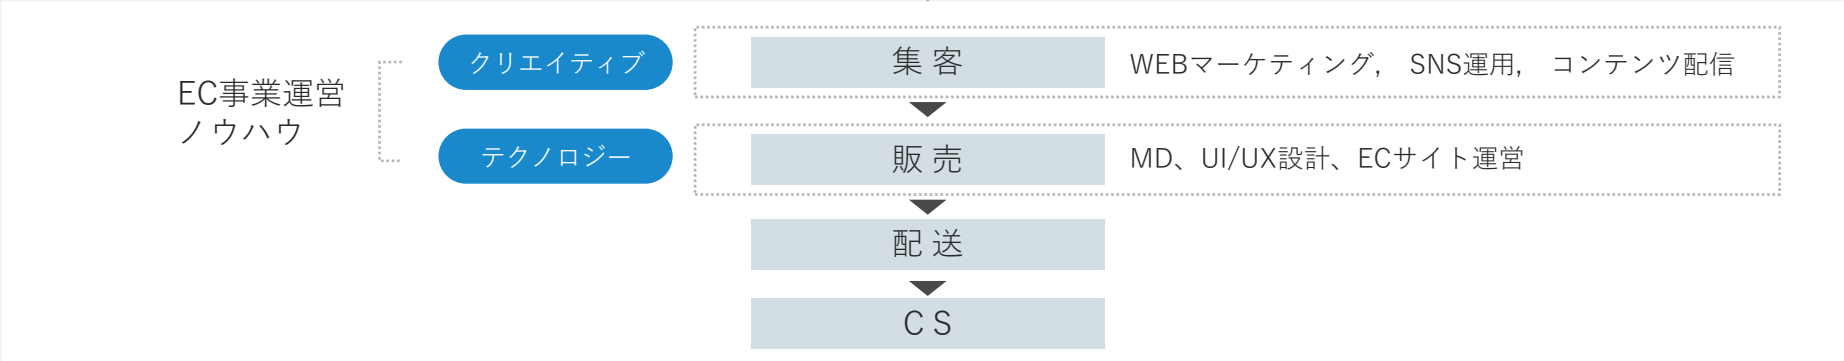 EC事業運営
ノウハウ
クリエイティブ
集客
WEBマーケティング, SNS運用, コンテンツ配信
テクノロジー
販売
MD、UI/UX設計、ECサイト運営
配送
CS